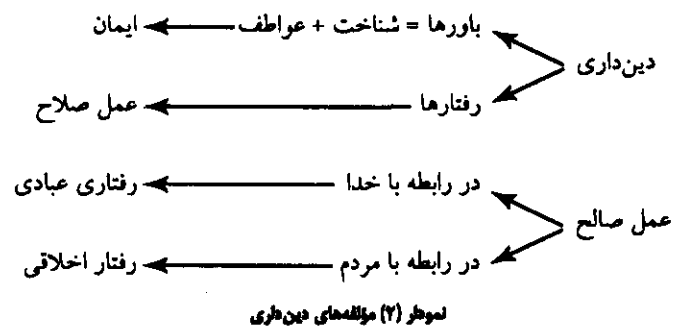 باورها = شناخت + عواطف ایمان
دین‌داری
رفتارها عمل صلاح
در رابطه با خدا رفتاری عبادی
عمل صالح
در رابطه با مردم رفتار اخلاقی
نمودار (۲) مؤلفه‌های دین‌داری